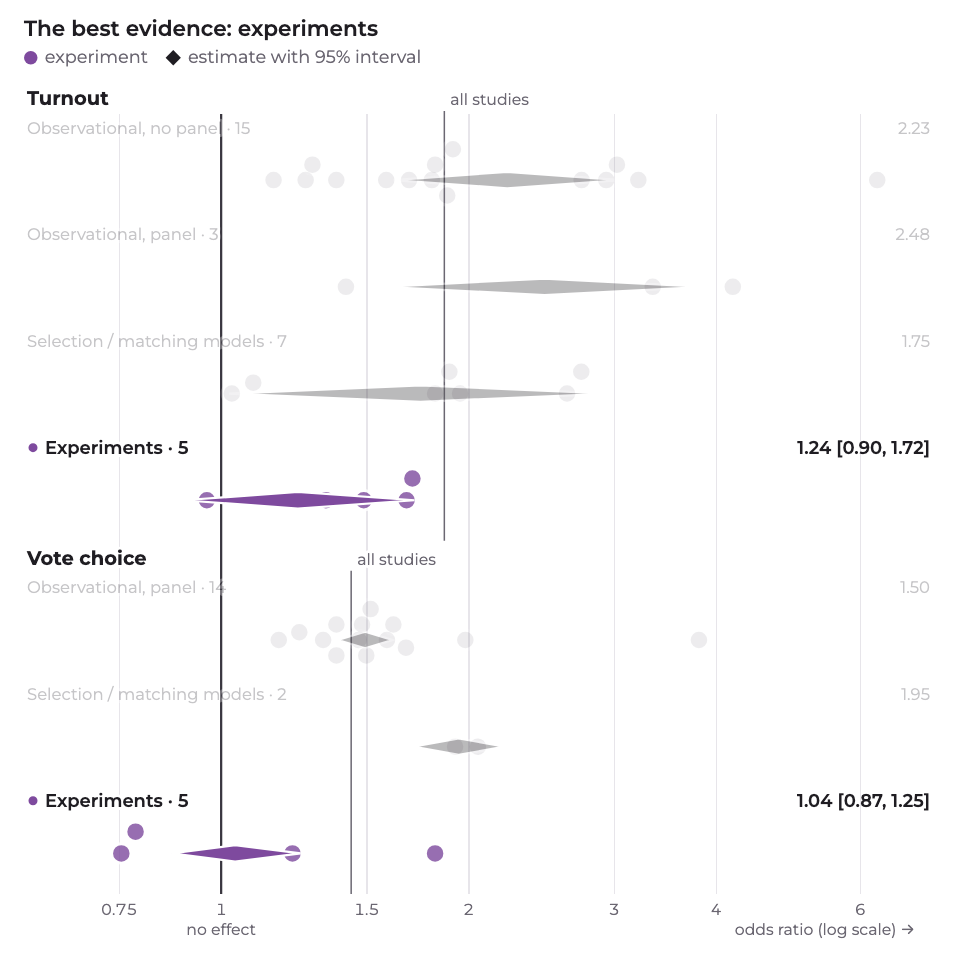 The best evidence: experiments
experiment estimate with 95% interval
Turnout all studies
Observational, no panel · 15 2.23
Observational, panel · 3 2.48
Selection / matching models · 7 1.75
Experiments · 5 1.24 [0.90, 1.72]
Vote choice all studies
Observational, panel · 14 1.50
Selection / matching models · 2 1.95
Experiments · 5 1.04 [0.87, 1.25]
0.75 1 1.5 2 3 4 6
no effect odds ratio (log scale) →